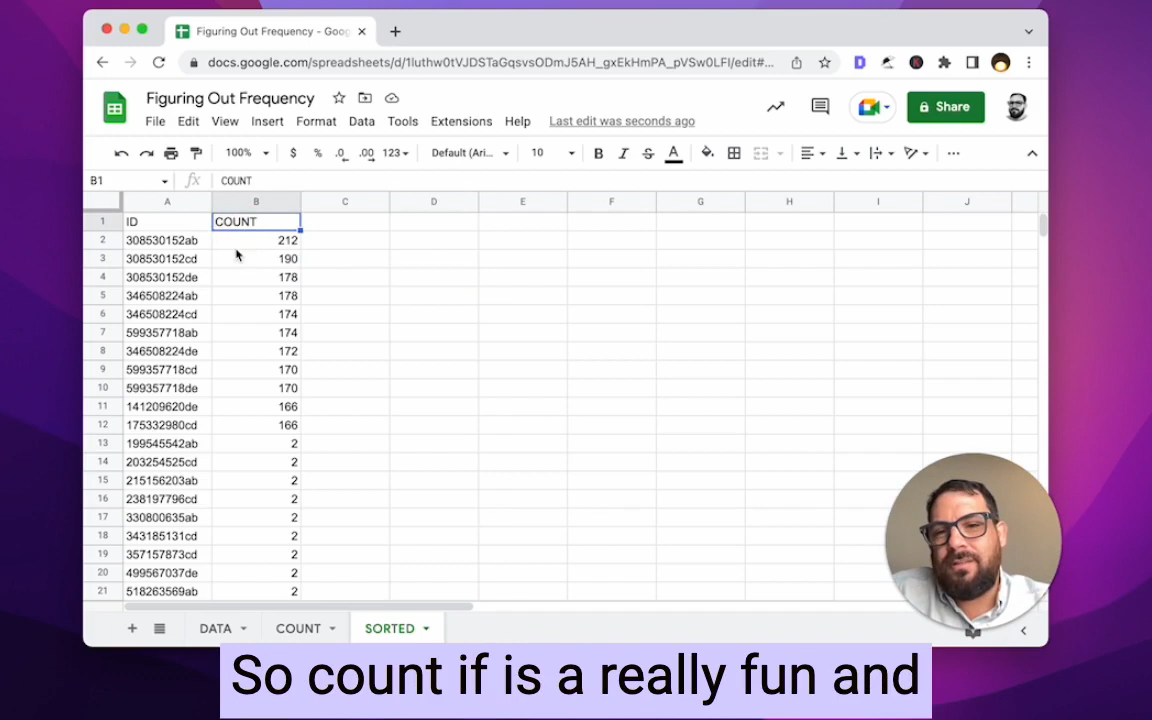 Figuring Out Frequency - Goog
docs.google.com/spreadsheets/d/1luthw0tVJDSTaGqsvsODmJ5AH_gxEkHmPA_pVSw0LFI/edit#...
Figuring Out Frequency
Share
File Edit View Insert Format Data Tools Extensions Help Last edit was seconds ago
100% $ % .0 .00 123 Default (Ari... 10 B I S A ...
B1 fx COUNT
A B C D E F G H I J
1 ID COUNT
2 308530152ab 212
3 308530152cd 190
4 308530152de 178
5 346508224ab 178
6 346508224cd 174
7 599357718ab 174
8 346508224de 172
9 599357718cd 170
10 599357718de 170
11 141209620de 166
12 175332980cd 166
13 199545542ab 2
14 203254525cd 2
15 215156203ab 2
16 238197796cd 2
17 330800635ab 2
18 343185131cd 2
19 357157873cd 2
20 499567037de 2
21 518263569ab 2
DATA COUNT SORTED
So count if is a really fun and